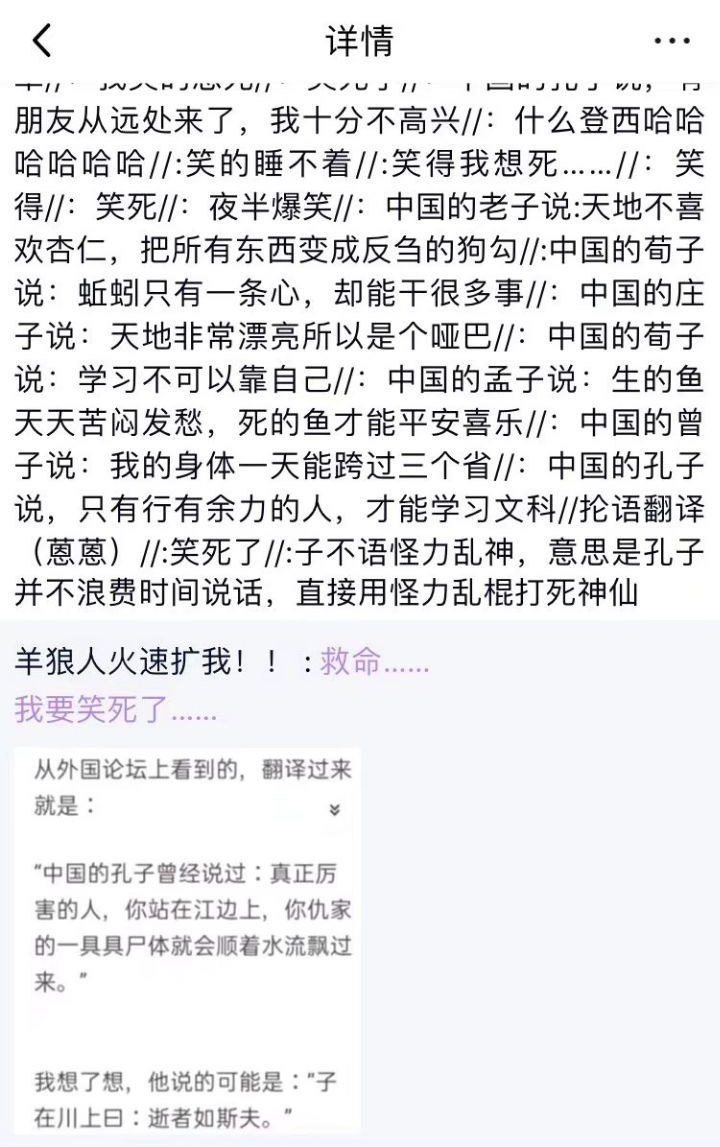 详情
朋友从远处来了，我十分不高兴//：什么登西哈哈
哈哈哈哈//:笑的睡不着//:笑得我想死……//：笑
得//：笑死//：夜半爆笑//：中国的老子说:天地不喜
欢杏仁，把所有东西变成反刍的狗勾//:中国的荀子
说：蚯蚓只有一条心，却能干很多事//：中国的庄
子说：天地非常漂亮所以是个哑巴//：中国的荀子
说：学习不可以靠自己//：中国的孟子说：生的鱼
天天苦闷发愁，死的鱼才能平安喜乐//：中国的曾
子说：我的身体一天能跨过三个省//：中国的孔子
说，只有行有余力的人，才能学习文科//抡语翻译
（蒽蒽）//:笑死了//:子不语怪力乱神，意思是孔子
并不浪费时间说话，直接用怪力乱棍打死神仙
羊狼人火速扩我！！:救命……
我要笑死了……
从外国论坛上看到的，翻译过来
就是：
“中国的孔子曾经说过：真正厉
害的人，你站在江边上，你仇家
的一具具尸体就会顺着水流飘过
来。”
我想了想，他说的可能是：“子
在川上曰：逝者如斯夫。”